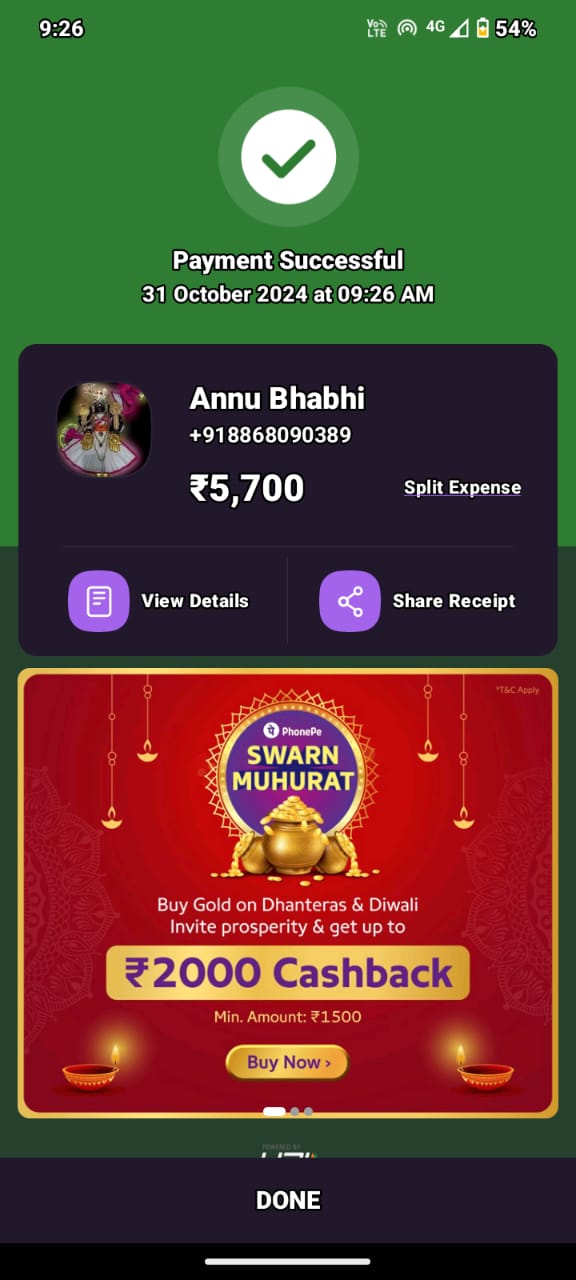 9:26
Vo LTE 4G 54%
Payment Successful
31 October 2024 at 09:26 AM
Annu Bhabhi
+918868090389
₹5,700
Split Expense
View Details
Share Receipt
*T&C Apply
PhonePe
SWARN
MUHURAT
Buy Gold on Dhanteras & Diwali
Invite prosperity & get up to
₹2000 Cashback
Min. Amount: ₹1500
Buy Now ›
POWERED BY
DONE